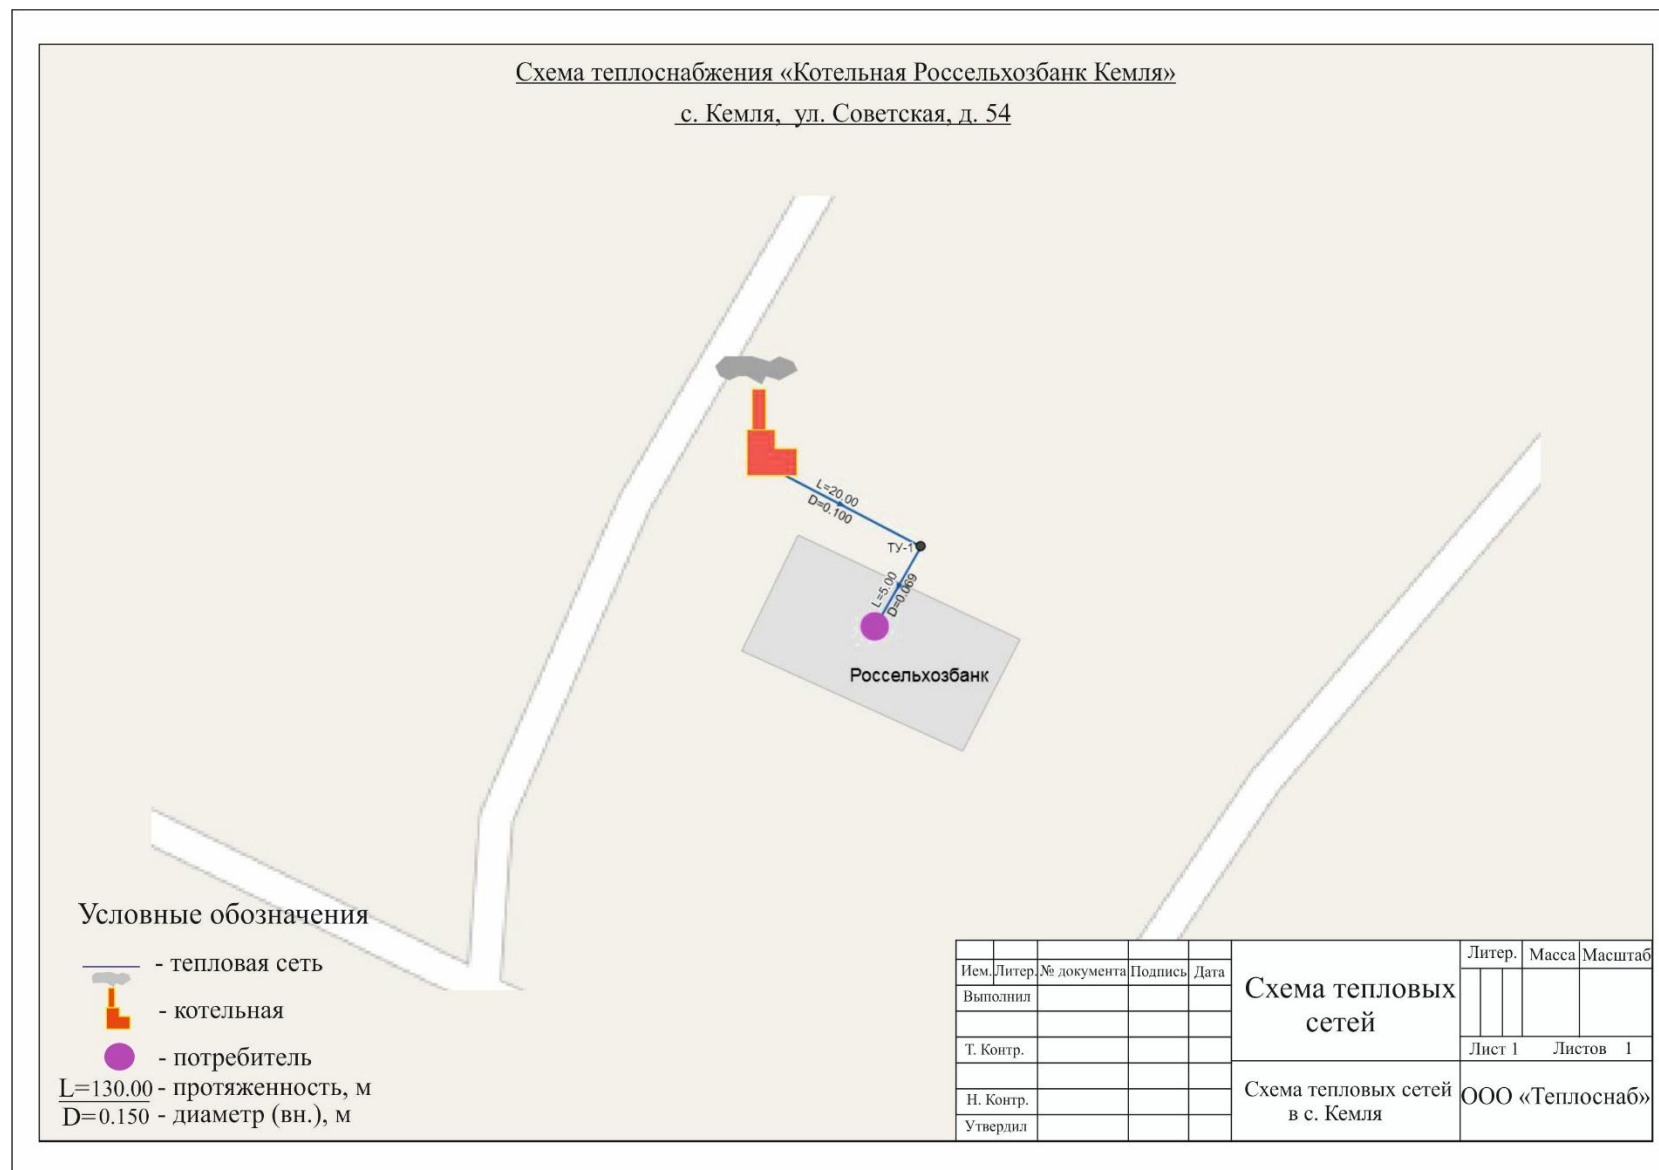 Схема теплоснабжения «Котельная Россельхозбанк Кемля»
с. Кемля, ул. Советская, д. 54
L=20.00
D=0.100
ТУ-1
L=5.00
D=0.069
Россельхозбанк
Условные обозначения
- тепловая сеть
- котельная
- потребитель
L=130.00 - протяженность, м
D=0.150 - диаметр (вн.), м
Ием. Литер. № документа Подпись Дата
Выполнил
Т. Контр.
Н. Контр.
Утвердил
Схема тепловых
сетей
Схема тепловых сетей
в с. Кемля
Литер. Масса Масштаб
Лист 1 Листов 1
ООО «Теплоснаб»